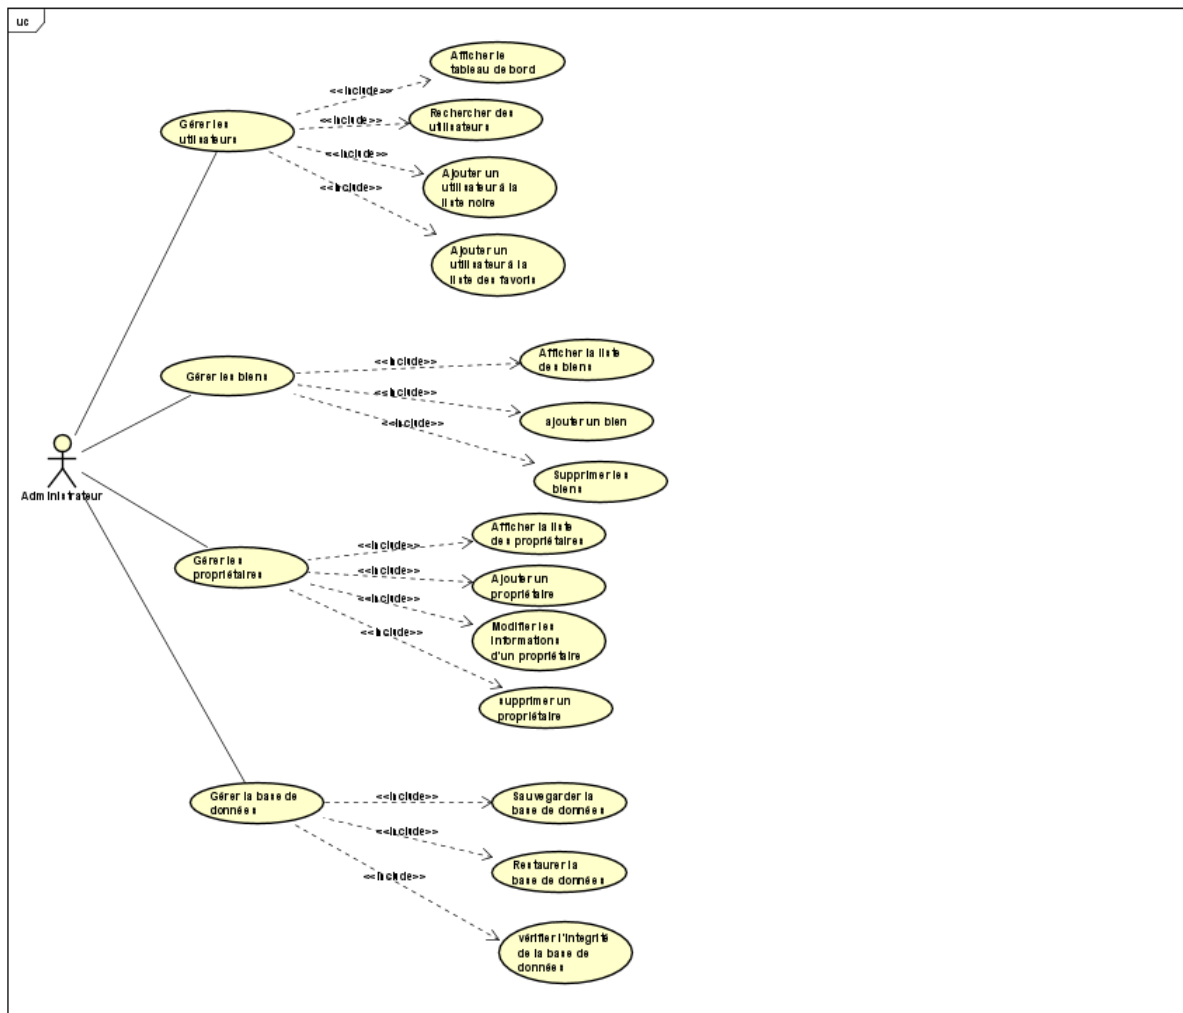 uc
Afficher le
tableau de bord
<<include>>
Rechercher des
utilisateurs
<<include>>
Gérer les
utilisateurs
<<include>>
Ajouter un
utilisateur à la
liste noire
<<include>>
Ajouter un
utilisateur à la
liste des favoris
Afficher la liste
des biens
<<include>>
Gérer les biens
<<include>>
ajouter un bien
<<include>>
Supprimer les
biens
Administrateur
Afficher la liste
des propriétaires
<<include>>
Gérer les
propriétaires
<<include>>
Ajouter un
propriétaire
<<include>>
Modifier les
informations
d'un propriétaire
<<include>>
supprimer un
propriétaire
Gérer la base de
données
<<include>>
Sauvegarder la
base de données
<<include>>
Restaurer la
base de données
<<include>>
vérifier l'integrité
de la base de
données